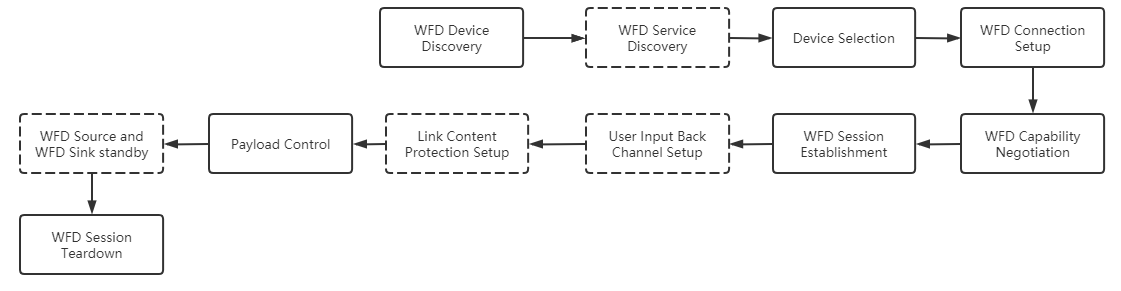 WFD Device
Discovery
WFD Service
Discovery
Device Selection
WFD Connection
Setup
WFD Capability
Negotiation
WFD Session
Establishment
User Input Back
Channel Setup
Link Content
Protection Setup
Payload Control
WFD Source and
WFD Sink standby
WFD Session
Teardown